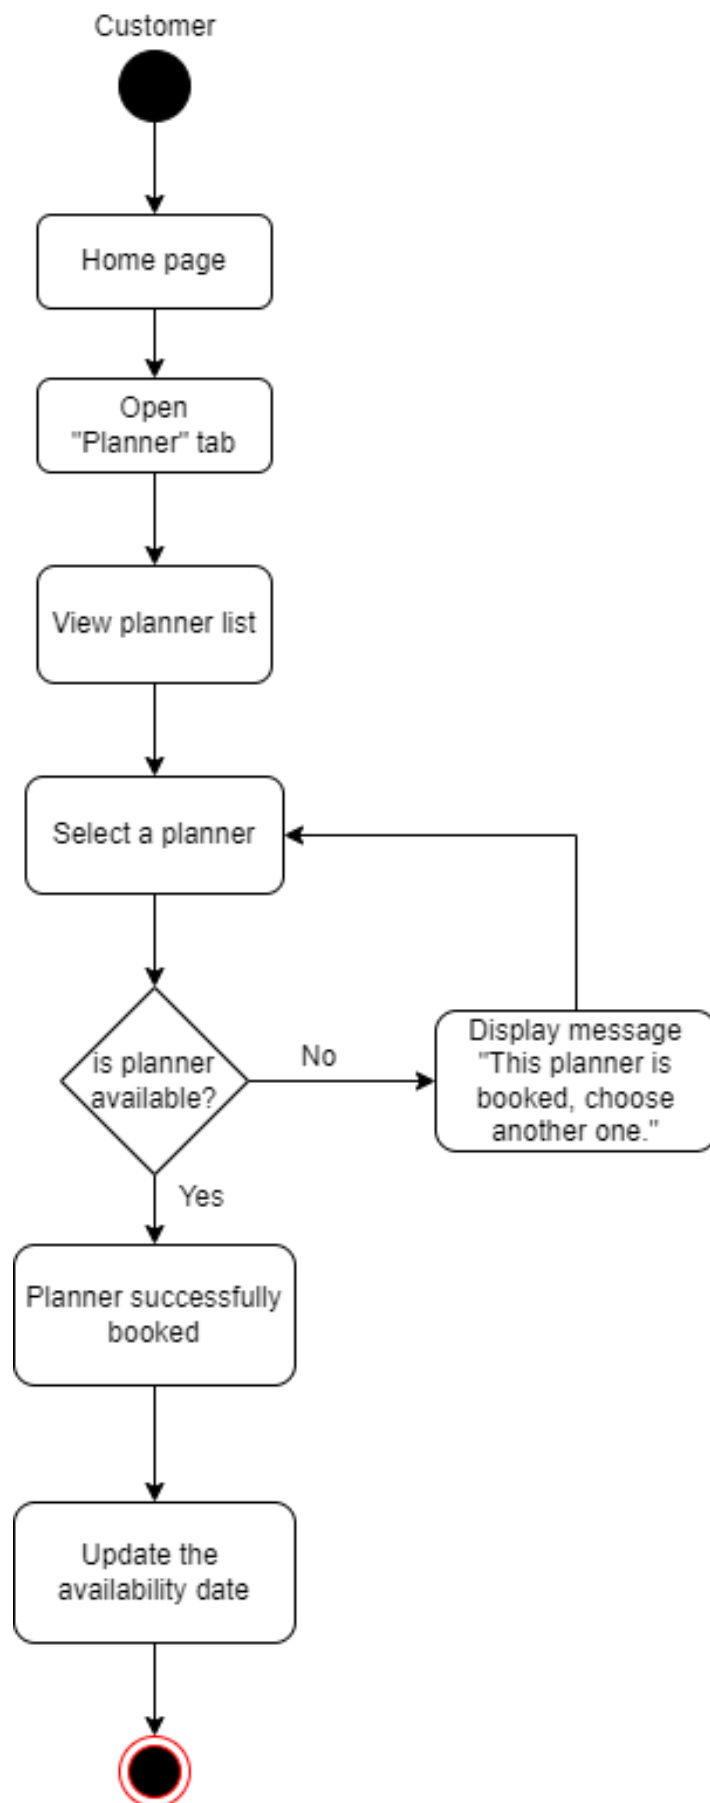 Customer
Home page
Open
"Planner" tab
View planner list
Select a planner
is planner
available?
No
Display message
"This planner is
booked, choose
another one."
Yes
Planner successfully
booked
Update the
availability date